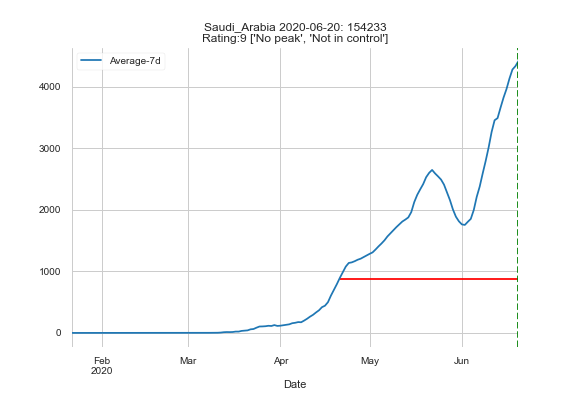 Saudi_Arabia 2020-06-20: 154233
Rating:9 ['No peak', 'Not in control']
Average-7d
4000
3000
2000
1000
0
Feb Mar Apr May Jun
2020
Date